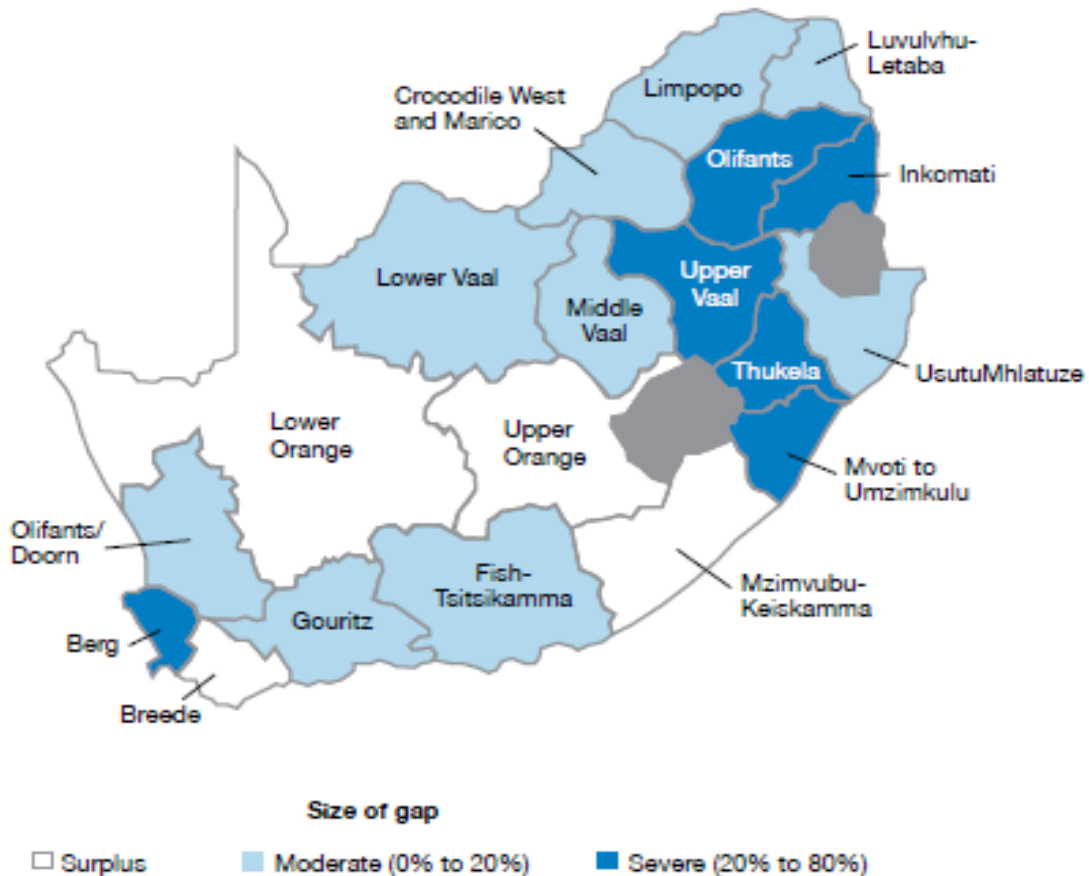 Luvulvhu-
Letaba
Limpopo
Crocodile West
and Marico
Olifants
Inkomati
Lower Vaal
Upper
Vaal
Middle
Vaal
Thukela
UsutuMhlatuze
Lower
Orange
Upper
Orange
Mvoti to
Umzimkulu
Olifants/
Doorn
Fish-
Tsitsikamma
Mzimvubu-
Keiskamma
Gouritz
Berg
Breede
Size of gap
Surplus Moderate (0% to 20%) Severe (20% to 80%)